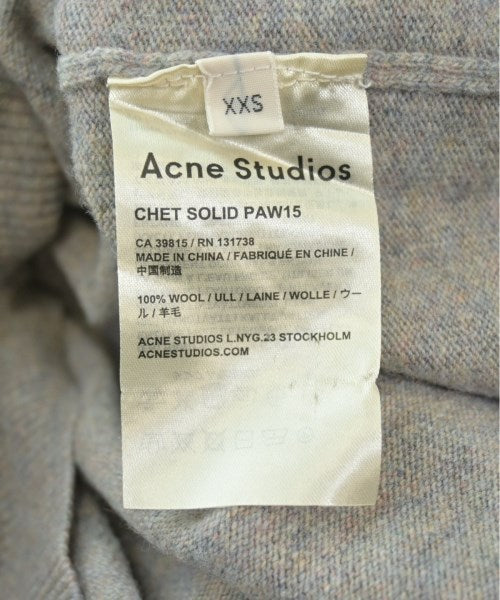 XXS
Acne Studios
CHET SOLID PAW15
CA 39815 / RN 131738
MADE IN CHINA / FABRIQUÉ EN CHINE /
中国制造
100% WOOL / ULL / LAINE / WOLLE / ウー
ル / 羊毛
ACNE STUDIOS L.NYG.23 STOCKHOLM
ACNESTUDIOS.COM